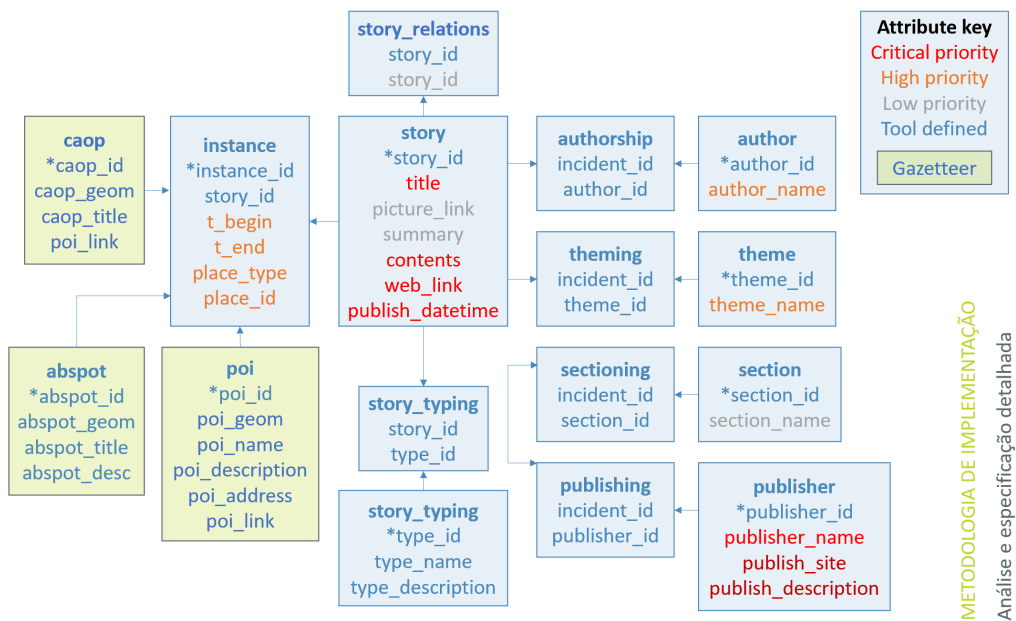 story_relations
story_id
story_id
Attribute key
Critical priority
High priority
Low priority
Tool defined
Gazetteer
caop
*caop_id
caop_geom
caop_title
poi_link
instance
*instance_id
story_id
t_begin
t_end
place_type
place_id
story
*story_id
title
picture_link
summary
contents
web_link
publish_datetime
authorship
incident_id
author_id
author
*author_id
author_name
theming
incident_id
theme_id
theme
*theme_id
theme_name
abspot
*abspot_id
abspot_geom
abspot_title
abspot_desc
poi
*poi_id
poi_geom
poi_name
poi_description
poi_address
poi_link
story_typing
story_id
type_id
story_typing
*type_id
type_name
type_description
sectioning
incident_id
section_id
section
*section_id
section_name
publishing
incident_id
publisher_id
publisher
*publisher_id
publisher_name
publish_site
publish_description
METODOLOGIA DE IMPLEMENTAÇÃO
Análise e especificação detalhada